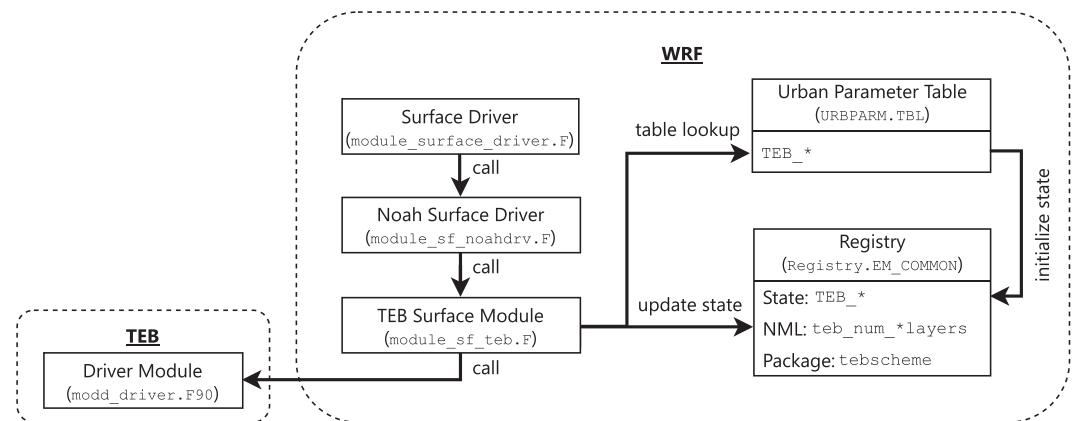 WRF
Surface Driver
(module_surface_driver.F)
call
Noah Surface Driver
(module_sf_noahdrv.F)
call
TEB Surface Module
(module_sf_teb.F)
call
TEB
Driver Module
(modd_driver.F90)
table lookup
update state
Urban Parameter Table
(URBPARM.TBL)
TEB_*
initialize state
Registry
(Registry.EM_COMMON)
State: TEB_*
NML: teb_num_*layers
Package: tebscheme